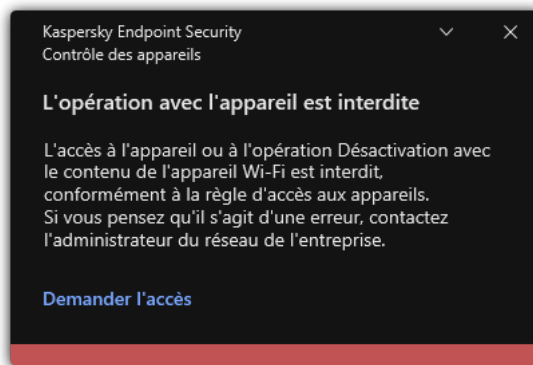 Kaspersky Endpoint Security
Contrôle des appareils
L'opération avec l'appareil est interdite
L'accès à l'appareil ou à l'opération Désactivation avec
le contenu de l'appareil Wi-Fi est interdit,
conformément à la règle d'accès aux appareils.
Si vous pensez qu'il s'agit d'une erreur, contactez
l'administrateur du réseau de l'entreprise.
Demander l'accès